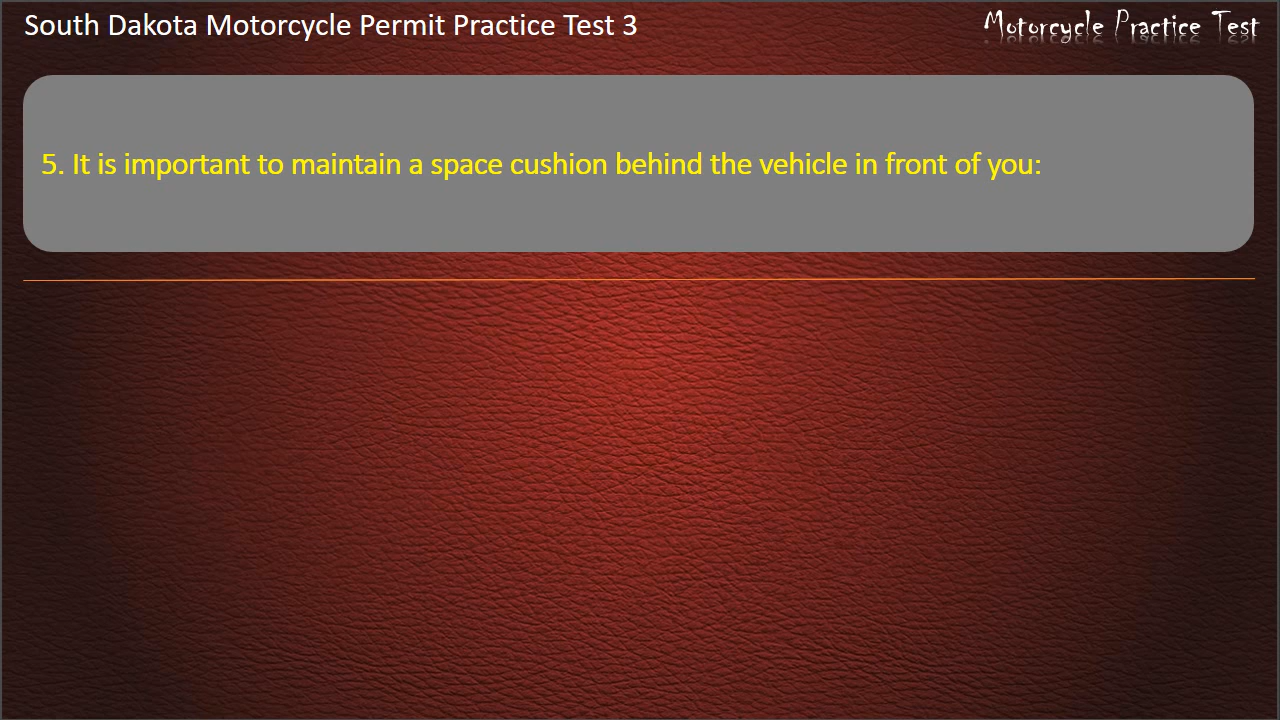 South Dakota Motorcycle Permit Practice Test 3
Motorcycle Practice Test
5. It is important to maintain a space cushion behind the vehicle in front of you: